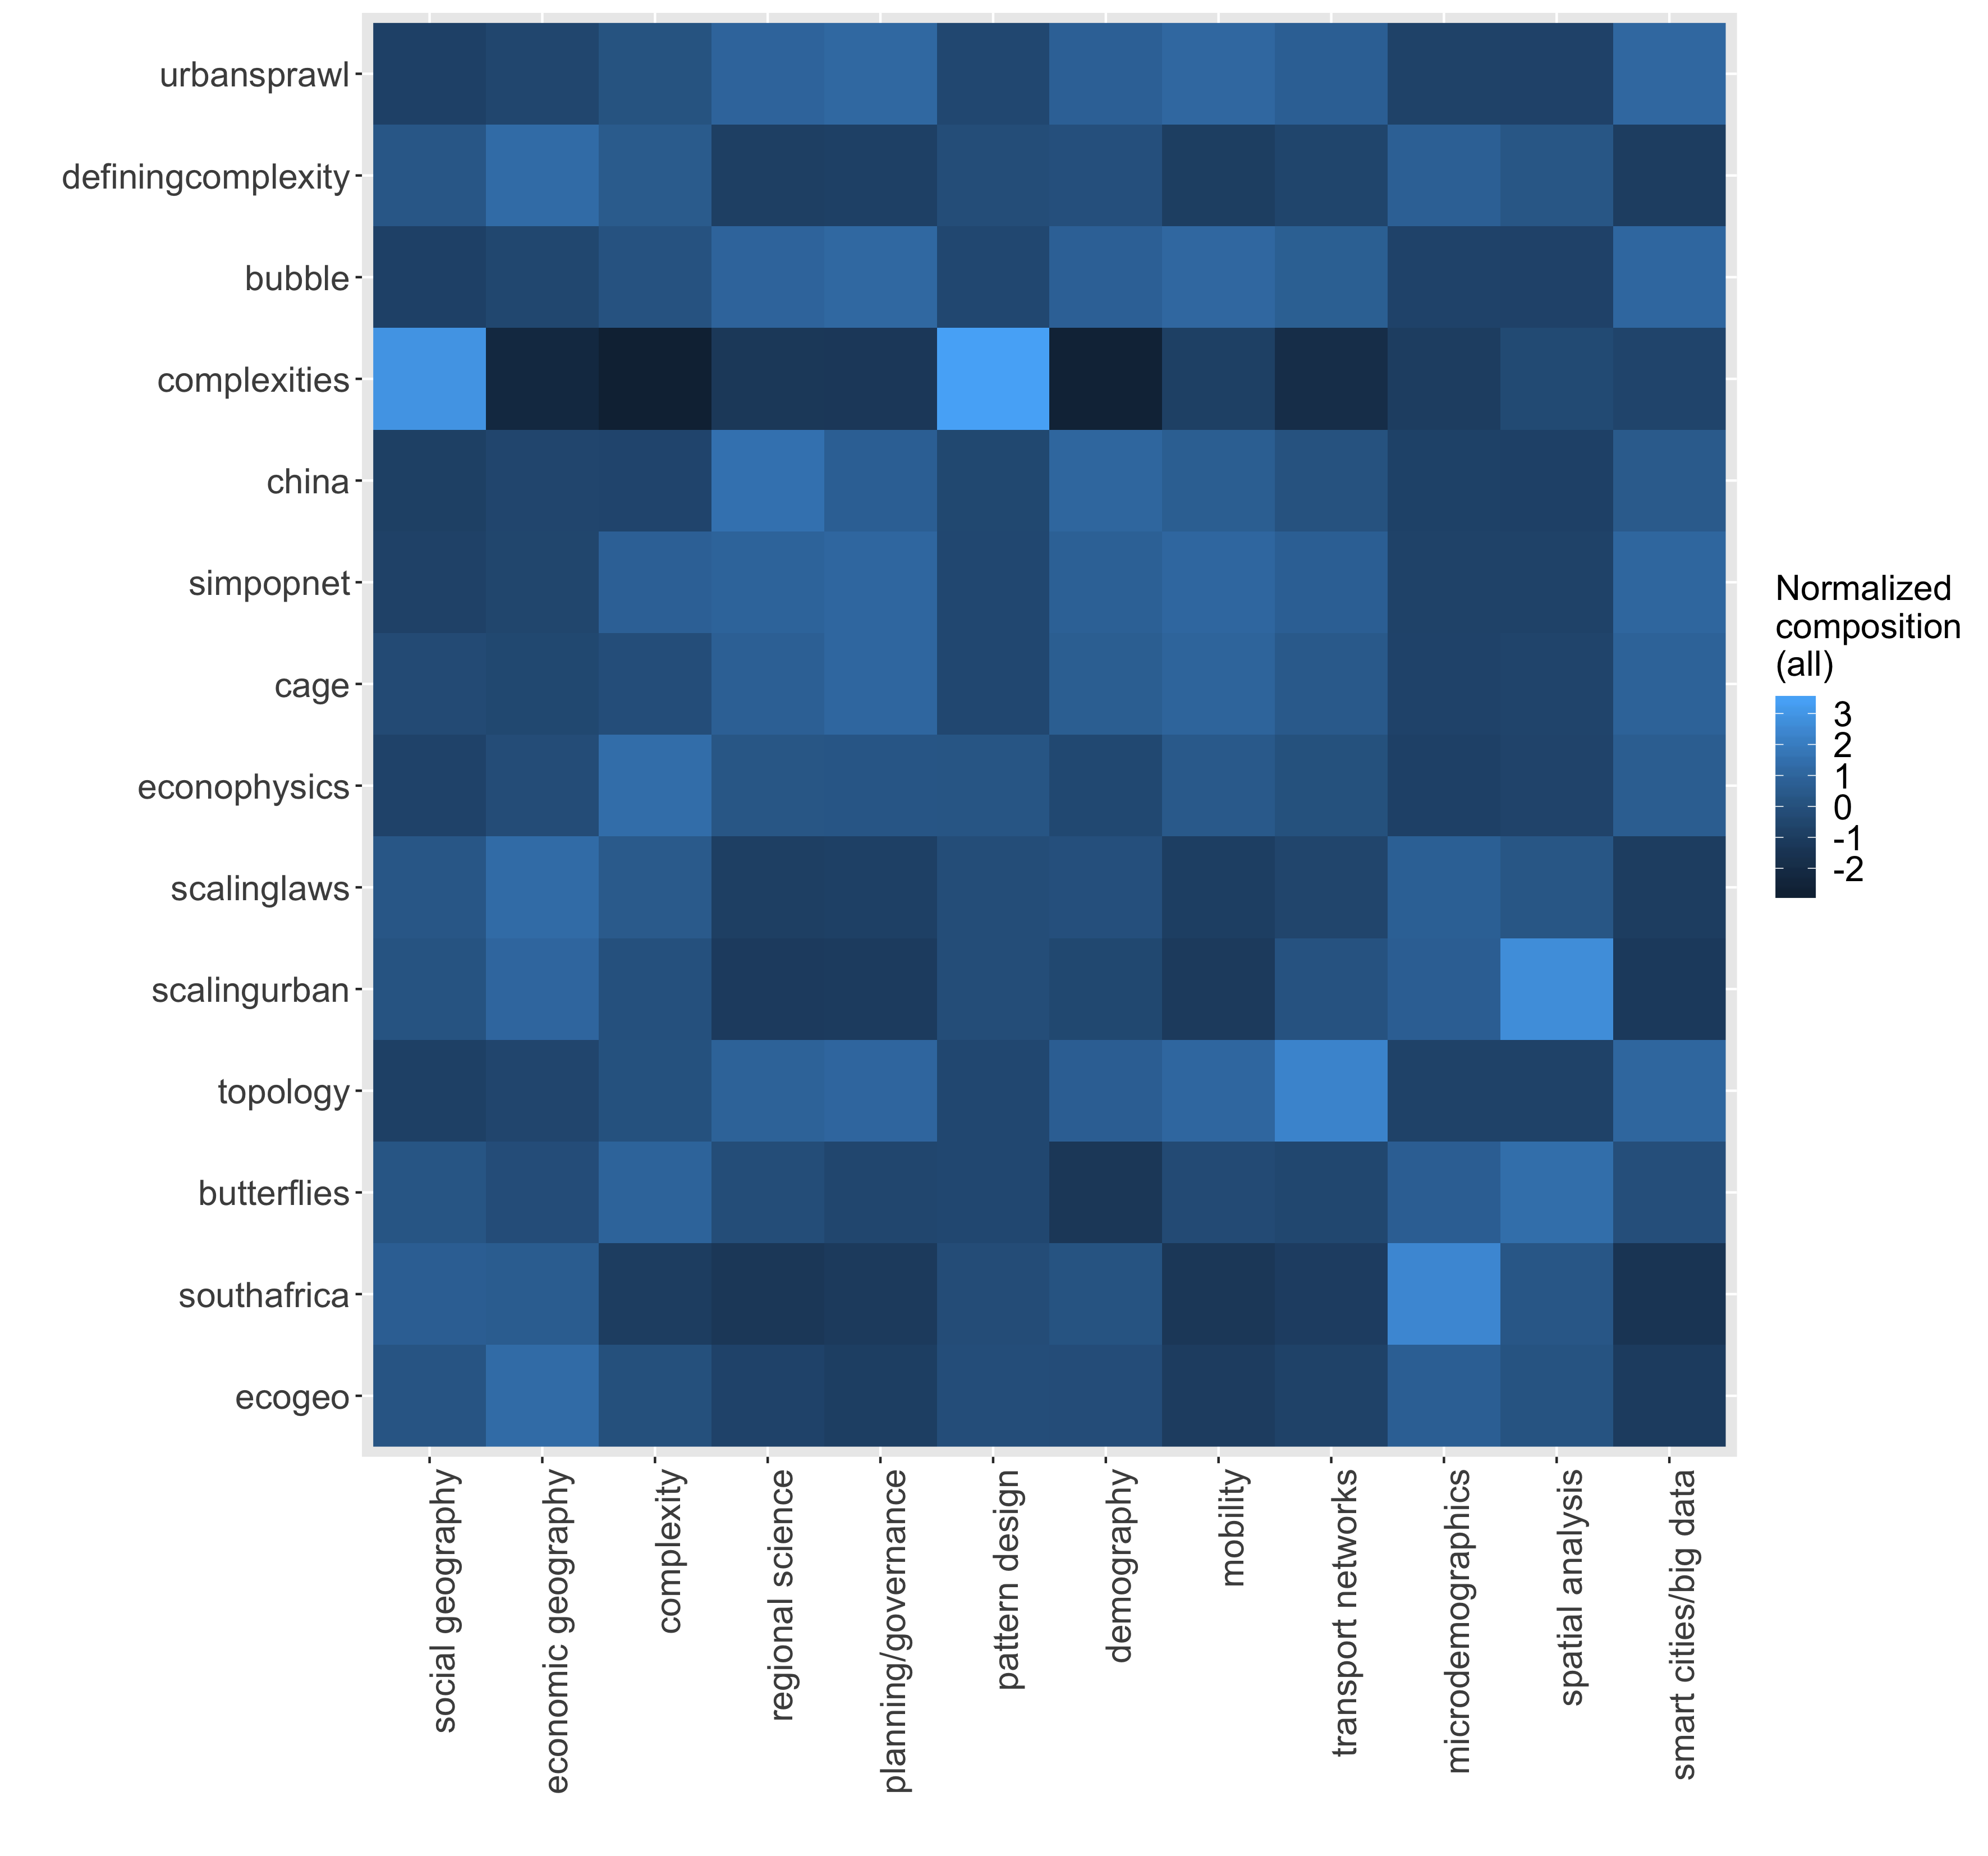 urbansprawl
definingcomplexity
bubble
complexities
china
simpopnet
cage
econophysics
scalinglaws
scalingurban
topology
butterflies
southafrica
ecogeo
social geography
economic geography
complexity
regional science
planning/governance
pattern design
demography
mobility
transport networks
microdemographics
spatial analysis
smart cities/big data
Normalized
composition
(all)
3
2
1
0
-1
-2